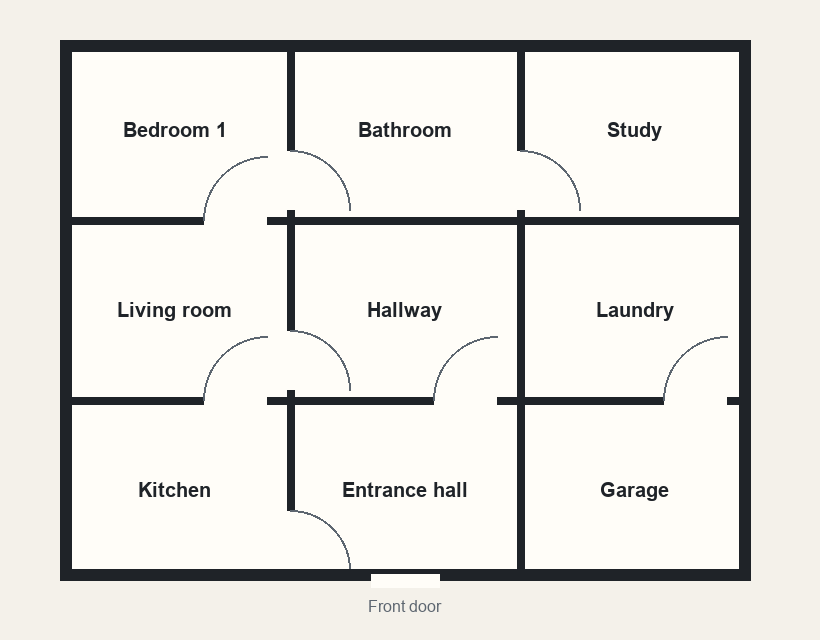 Bedroom 1
Bathroom
Study
Living room
Hallway
Laundry
Kitchen
Entrance hall
Garage
Front door